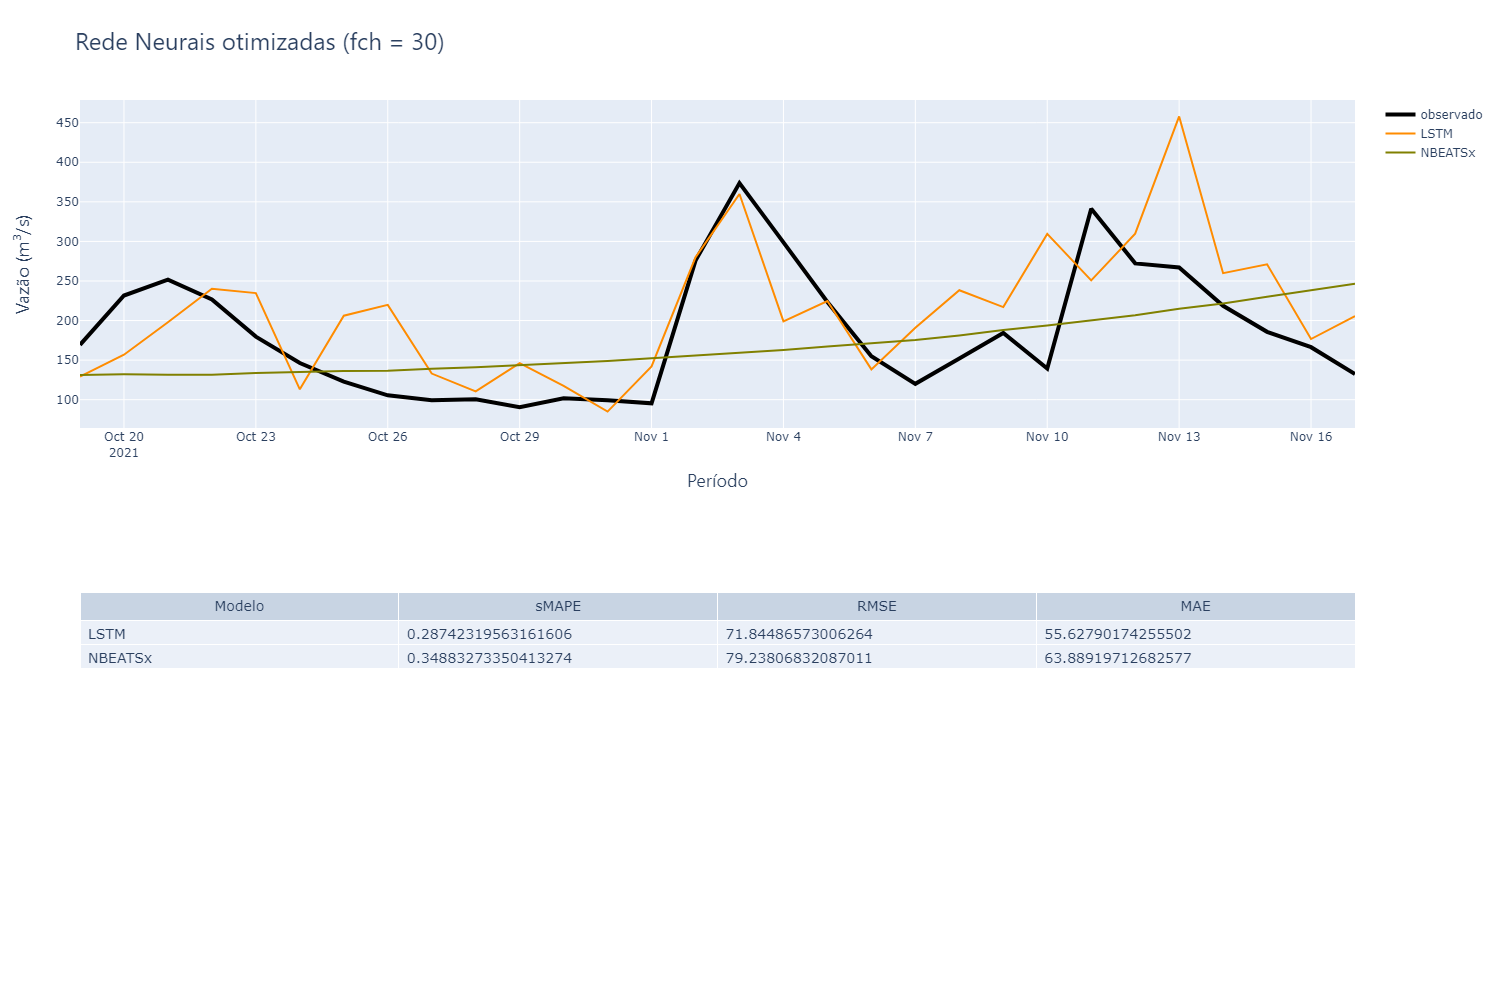 Rede Neurais otimizadas (fch = 30)
observado
LSTM
NBEATSx
Vazão (m³/s)
450
400
350
300
250
200
150
100
Oct 20 Oct 23 Oct 26 Oct 29 Nov 1 Nov 4 Nov 7 Nov 10 Nov 13 Nov 16
2021
Período
Modelo sMAPE RMSE MAE
LSTM 0.28742319563161606 71.84486573006264 55.62790174255502
NBEATSx 0.34883273350413274 79.23806832087011 63.88919712682577